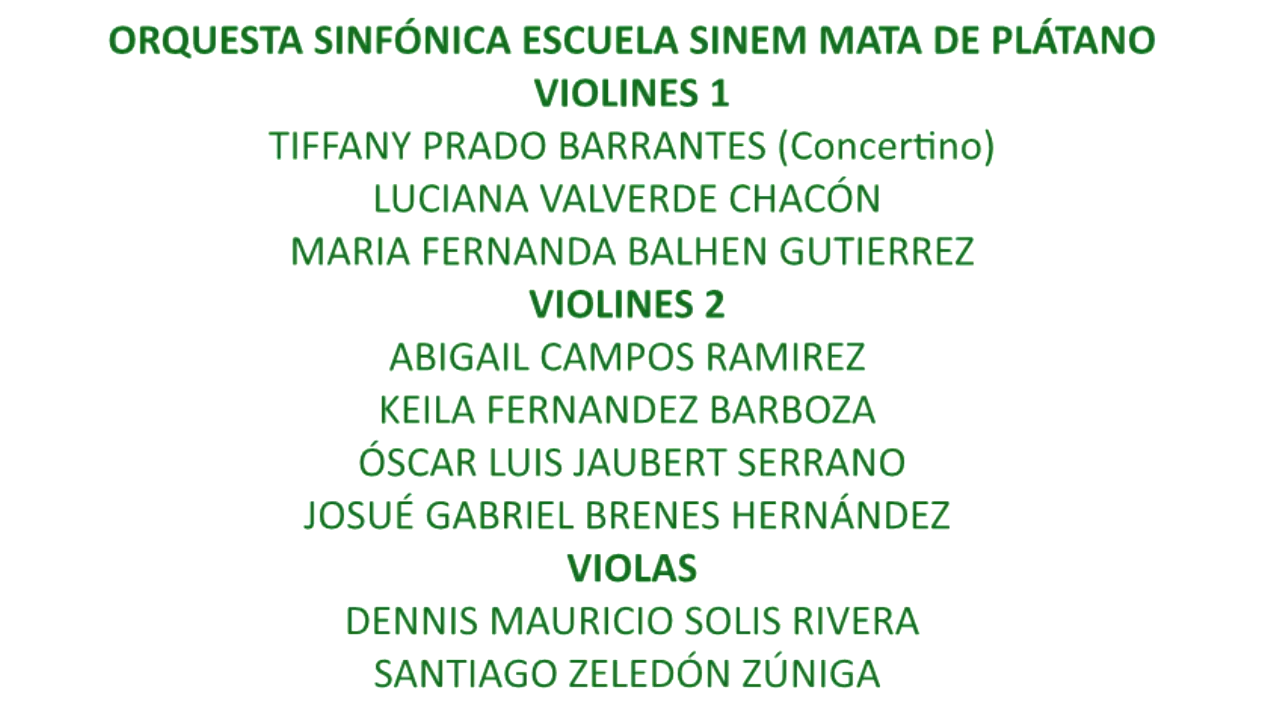 ORQUESTA SINFÓNICA ESCUELA SINEM MATA DE PLÁTANO
VIOLINES 1
TIFFANY PRADO BARRANTES (Concertino)
LUCIANA VALVERDE CHACÓN
MARIA FERNANDA BALHEN GUTIERREZ
VIOLINES 2
ABIGAIL CAMPOS RAMIREZ
KEILA FERNANDEZ BARBOZA
ÓSCAR LUIS JAUBERT SERRANO
JOSUÉ GABRIEL BRENES HERNÁNDEZ
VIOLAS
DENNIS MAURICIO SOLIS RIVERA
SANTIAGO ZELEDÓN ZÚNIGA